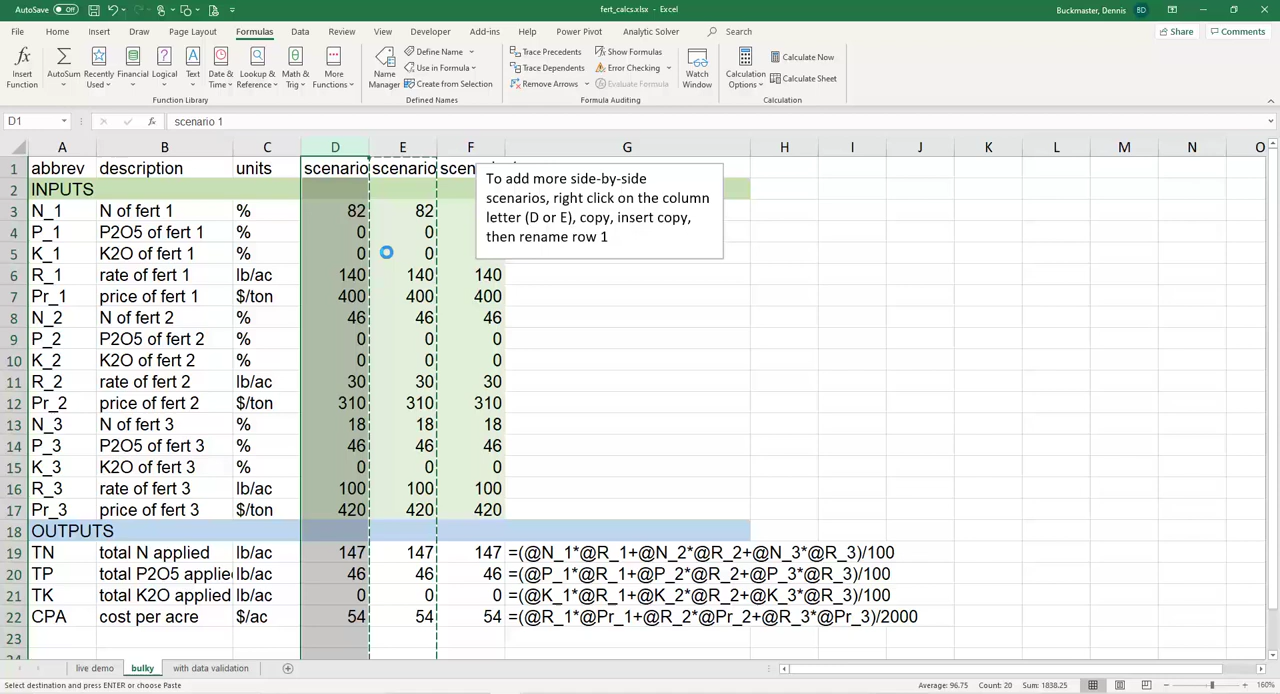 AutoSave Off fert_calcs.xlsx - Excel Buckmaster, Dennis BD
File Home Insert Draw Page Layout Formulas Data Review View Developer Add-ins Help Power Pivot Analytic Solver Search Share Comments
fx Insert Function
AutoSum
Recently Used
Financial
Logical
Text
Date & Time
Lookup & Reference
Math & Trig
More Functions
Function Library
Name Manager
Define Name
Use in Formula
Create from Selection
Defined Names
Trace Precedents
Trace Dependents
Remove Arrows
Show Formulas
Error Checking
Evaluate Formula
Formula Auditing
Watch Window
Calculation Options
Calculate Now
Calculate Sheet
Calculation
D1 fx scenario 1
A B C D E F G H I J K L M N O
1 abbrev description units scenario scenario scen
2 INPUTS
3 N_1 N of fert 1 % 82 82
4 P_1 P2O5 of fert 1 % 0 0
5 K_1 K2O of fert 1 % 0 0
6 R_1 rate of fert 1 lb/ac 140 140 140
7 Pr_1 price of fert 1 $/ton 400 400 400
8 N_2 N of fert 2 % 46 46 46
9 P_2 P2O5 of fert 2 % 0 0 0
10 K_2 K2O of fert 2 % 0 0 0
11 R_2 rate of fert 2 lb/ac 30 30 30
12 Pr_2 price of fert 2 $/ton 310 310 310
13 N_3 N of fert 3 % 18 18 18
14 P_3 P2O5 of fert 3 % 46 46 46
15 K_3 K2O of fert 3 % 0 0 0
16 R_3 rate of fert 3 lb/ac 100 100 100
17 Pr_3 price of fert 3 $/ton 420 420 420
18 OUTPUTS
19 TN total N applied lb/ac 147 147 147 =(@N_1*@R_1+@N_2*@R_2+@N_3*@R_3)/100
20 TP total P2O5 applie lb/ac 46 46 46 =(@P_1*@R_1+@P_2*@R_2+@P_3*@R_3)/100
21 TK total K2O applied lb/ac 0 0 0 =(@K_1*@R_1+@K_2*@R_2+@K_3*@R_3)/100
22 CPA cost per acre $/ac 54 54 54 =(@R_1*@Pr_1+@R_2*@Pr_2+@R_3*@Pr_3)/2000
23
24
To add more side-by-side
scenarios, right click on the column
letter (D or E), copy, insert copy,
then rename row 1
live demo bulky with data validation
Select destination and press ENTER or choose Paste Average: 96.75 Count: 20 Sum: 1838.25 160%